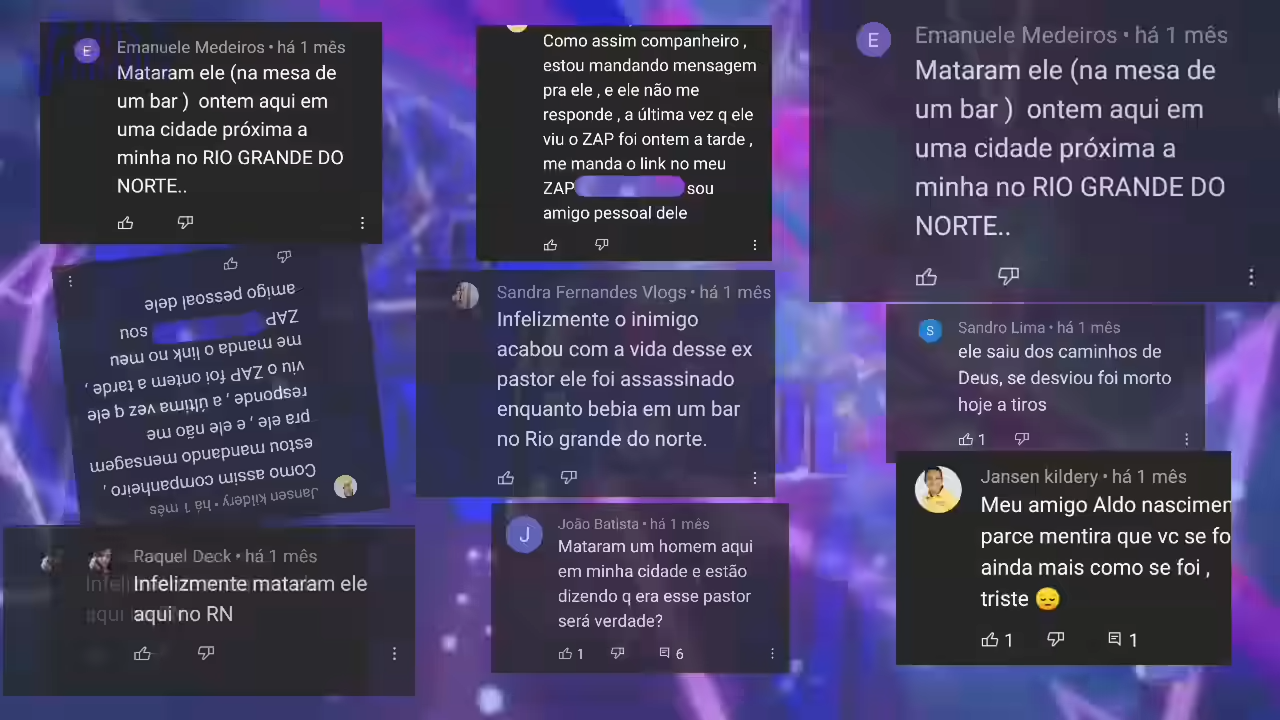 Emanuele Medeiros • há 1 mês
Mataram ele (na mesa de
um bar ) ontem aqui em
uma cidade próxima a
minha no RIO GRANDE DO
NORTE..
Como assim companheiro ,
estou mandando mensagem
pra ele , e ele não me
responde , a última vez q ele
viu o ZAP foi ontem a tarde ,
me manda o link no meu
ZAP sou
amigo pessoal dele
Emanuele Medeiros • há 1 mês
Mataram ele (na mesa de
um bar ) ontem aqui em
uma cidade próxima a
minha no RIO GRANDE DO
NORTE..
Jansen kildery • há 1 mês
Como assim companheiro ,
estou mandando mensagem
pra ele , e ele não me
responde , a última vez q ele
viu o ZAP foi ontem a tarde ,
me manda o link no meu
ZAP sou
amigo pessoal dele
Sandra Fernandes Vlogs • há 1 mês
Infelizmente o inimigo
acabou com a vida desse ex
pastor ele foi assassinado
enquanto bebia em um bar
no Rio grande do norte.
Sandro Lima • há 1 mês
ele saiu dos caminhos de
Deus, se desviou foi morto
hoje a tiros
1
Raquel Deck • há 1 mês
Infelizmente mataram ele
aqui no RN
João Batista • há 1 mês
Mataram um homem aqui
em minha cidade e estão
dizendo q era esse pastor
será verdade?
1 6
Jansen kildery • há 1 mês
Meu amigo Aldo nascimen
parce mentira que vc se fo
ainda mais como se foi ,
triste 😔
1 1